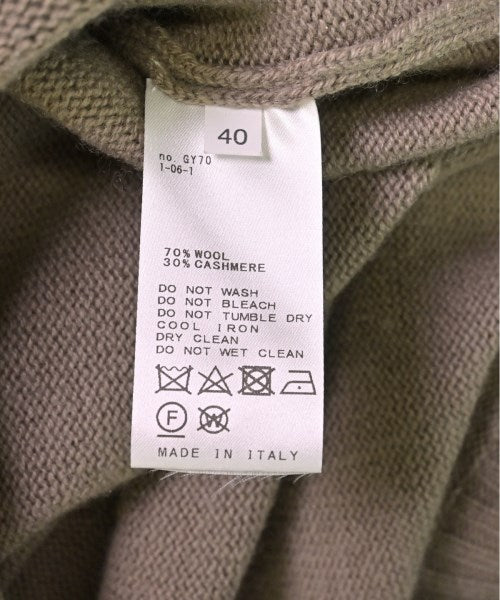 40
no. GY70
1-06-1
70% WOOL
30% CASHMERE
DO NOT WASH
DO NOT BLEACH
DO NOT TUMBLE DRY
COOL IRON
DRY CLEAN
DO NOT WET CLEAN
F W
MADE IN ITALY